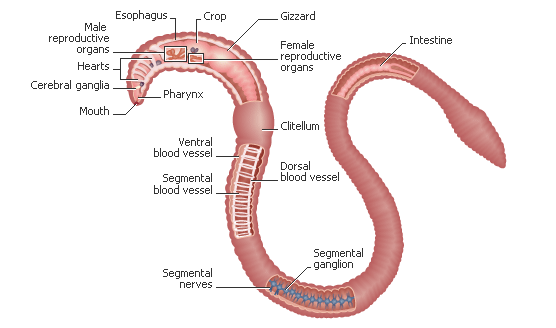 Esophagus
Crop
Gizzard
Male
reproductive
organs
Hearts
Cerebral ganglia
Mouth
Pharynx
Female
reproductive
organs
Intestine
Clitellum
Ventral
blood vessel
Dorsal
blood vessel
Segmental
blood vessel
Segmental
ganglion
Segmental
nerves